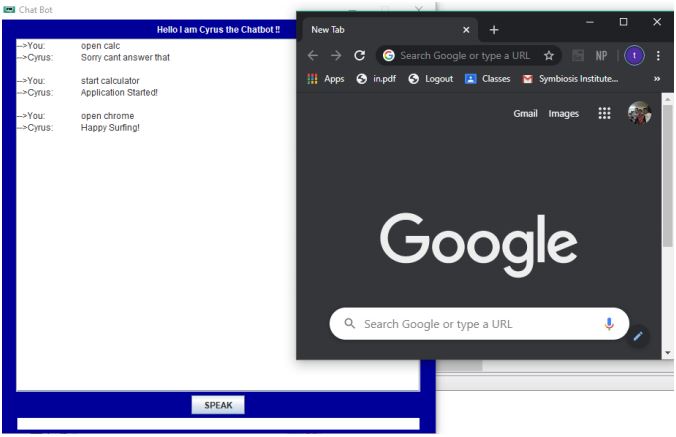 Chat Bot
Hello I am Cyrus the Chatbot !!
-->You: open calc
-->Cyrus: Sorry cant answer that
-->You: start calculator
-->Cyrus: Application Started!
-->You: open chrome
-->Cyrus: Happy Surfing!
SPEAK
New Tab
Search Google or type a URL
NP
t
Apps
in.pdf
Logout
Classes
Symbiosis Institute...
»
Gmail
Images
Google
Search Google or type a URL